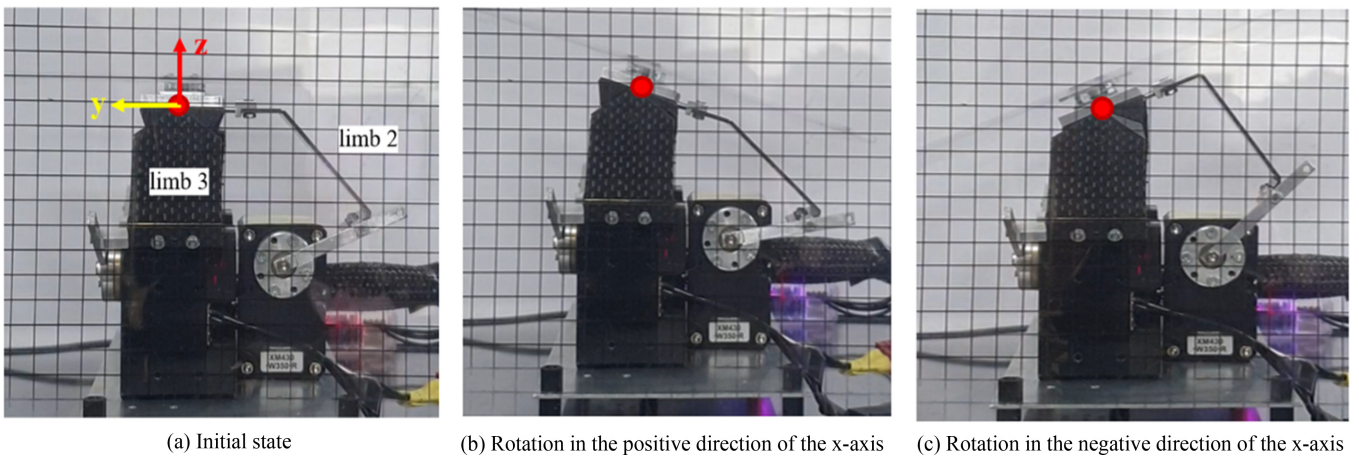 z
y
limb 2
limb 3
XM430
-W350-R
XM430
-W350-R
XM430
-W350-R
(a) Initial state
(b) Rotation in the positive direction of the x-axis
(c) Rotation in the negative direction of the x-axis